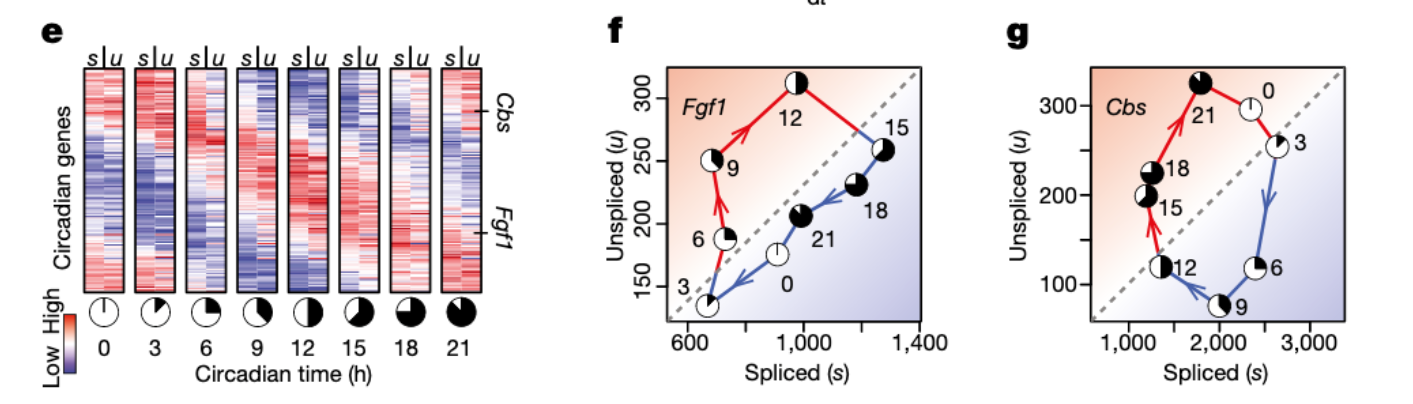 dt
e
f
g
s|u s|u s|u s|u s|u s|u s|u s|u
Circadian genes
Cbs
Fgf1
Low High
0 3 6 9 12 15 18 21
Circadian time (h)
Fgf1
Unspliced (u)
300
250
200
150
12
15
9
18
6
21
3
0
600 1,000 1,400
Spliced (s)
Cbs
Unspliced (u)
300
200
100
0
21
3
18
15
12
6
9
1,000 2,000 3,000
Spliced (s)